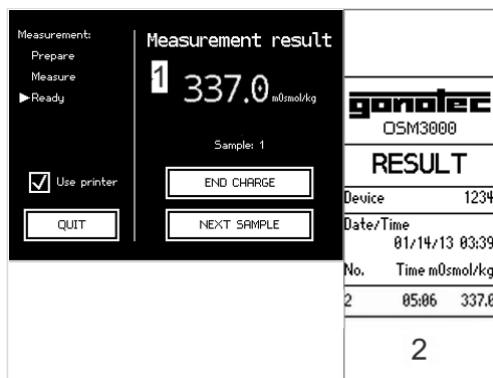 Measurement:
Prepare
Measure
▶Ready
Use printer
QUIT
Measurement result
1
337.0 mOsmol/kg
Sample: 1
END CHARGE
NEXT SAMPLE
gonotec
OSM3000
RESULT
Device 1234
Date/Time
01/14/13 03:39
No. Time mOsmol/kg
2 05:06 337.0
2